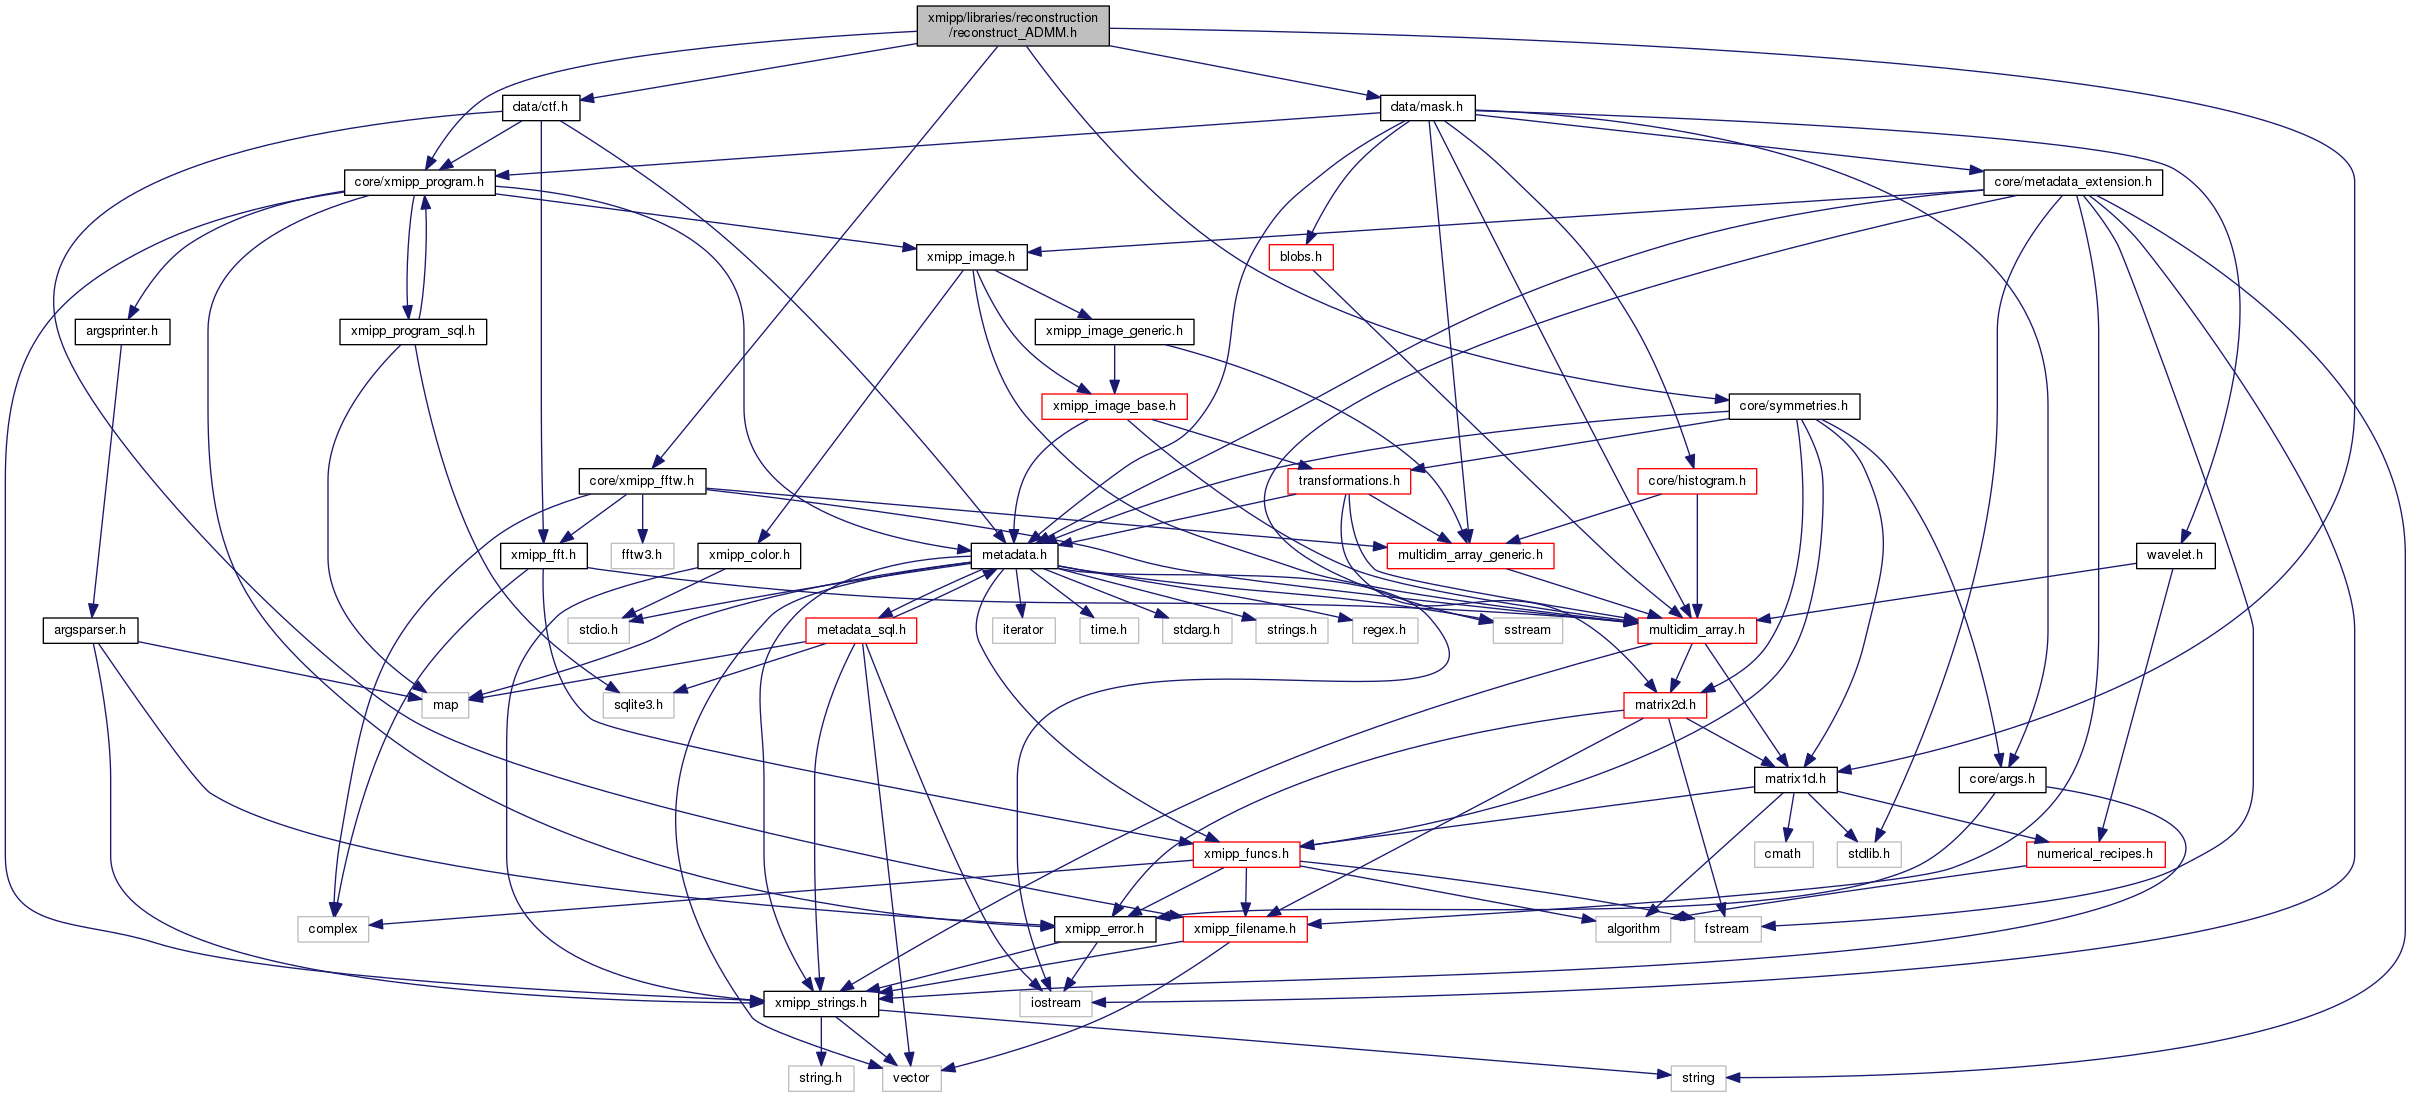 xmipp/libraries/reconstruction
/reconstruct_ADMM.h
data/ctf.h
data/mask.h
core/xmipp_program.h
core/metadata_extension.h
xmipp_image.h
blobs.h
argsprinter.h
xmipp_program_sql.h
xmipp_image_generic.h
xmipp_image_base.h
core/symmetries.h
core/xmipp_fftw.h
transformations.h
core/histogram.h
xmipp_fft.h
fftw3.h
xmipp_color.h
metadata.h
multidim_array_generic.h
wavelet.h
argsparser.h
stdio.h
metadata_sql.h
iterator
time.h
stdarg.h
strings.h
regex.h
sstream
multidim_array.h
map
sqlite3.h
matrix2d.h
matrix1d.h
core/args.h
xmipp_funcs.h
cmath
stdlib.h
numerical_recipes.h
complex
xmipp_error.h
xmipp_filename.h
algorithm
fstream
xmipp_strings.h
iostream
string.h
vector
string